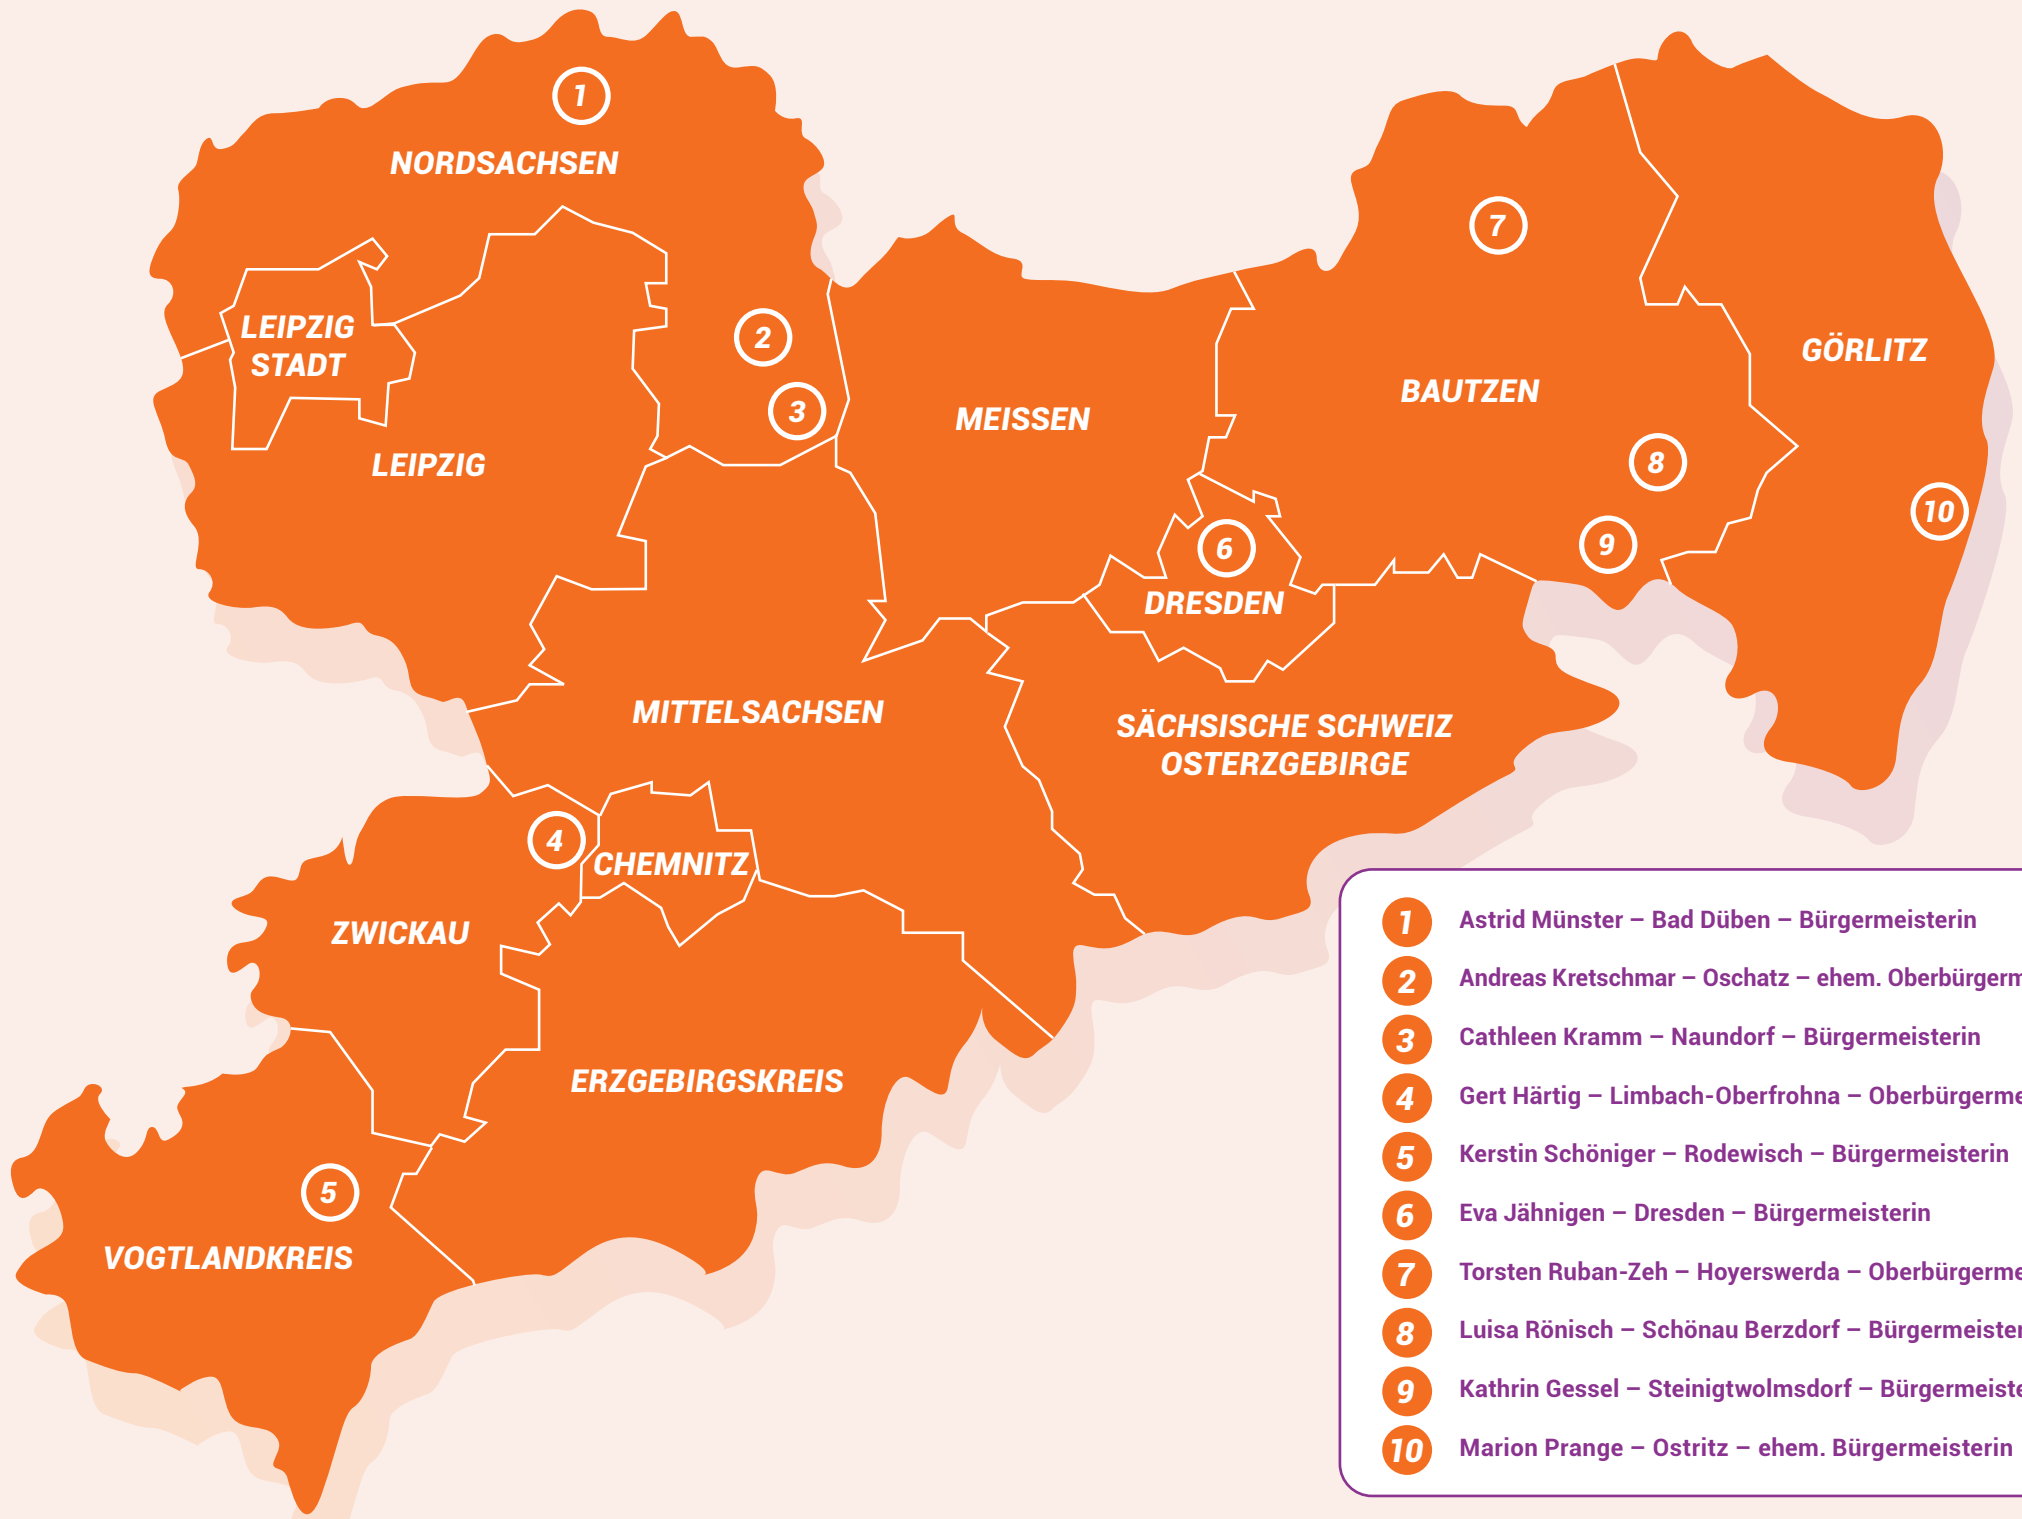 1
NORDSACHSEN
7
LEIPZIG
STADT
2
GÖRLITZ
3
BAUTZEN
MEISSEN
LEIPZIG
8
10
9
6
DRESDEN
MITTELSACHSEN
SÄCHSISCHE SCHWEIZ
OSTERZGEBIRGE
4
CHEMNITZ
ZWICKAU
ERZGEBIRGSKREIS
5
VOGTLANDKREIS
1 Astrid Münster – Bad Düben – Bürgermeisterin
2 Andreas Kretschmar – Oschatz – ehem.
3 Cathleen Kramm – Naundorf – Bürgermeisterin
4 Gert Härtig – Limbach-Oberfrohna –
5 Kerstin Schöniger – Rodewisch – Bürgermeisterin
6 Eva Jähnigen – Dresden – Bürgermeisterin
7 Torsten Ruban-Zeh – Hoyerswerda –
8 Luisa Rönisch – Schönau Berzdorf –
9 Kathrin Gessel – Steinigtwolmsdorf –
10 Marion Prange – Ostritz – ehem. Bürgermeisterin